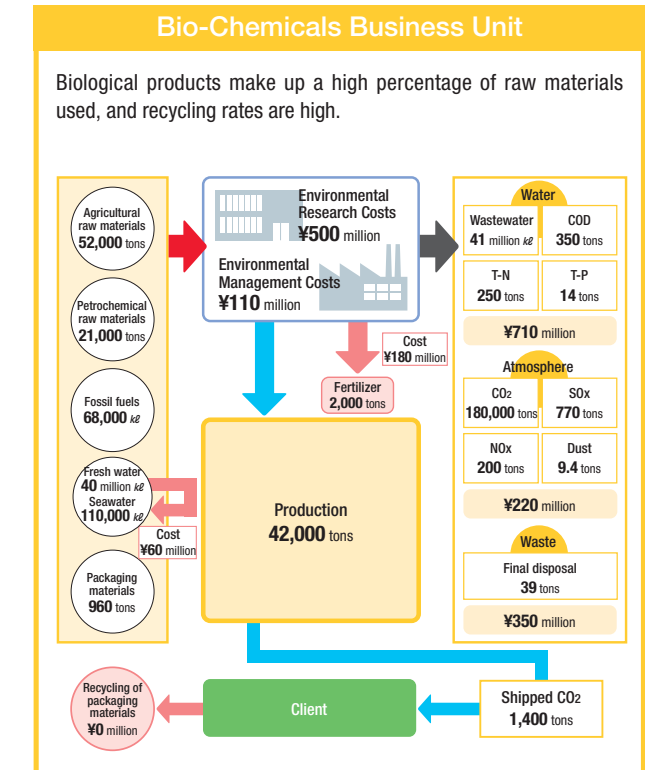 Bio-Chemicals Business Unit
Biological products make up a high percentage of raw materials
used, and recycling rates are high.
Agricultural
raw materials
52,000 tons
Petrochemical
raw materials
21,000 tons
Fossil fuels
68,000 kℓ
Fresh water
40 million kℓ
Seawater
110,000 kℓ
Cost
¥60 million
Packaging
materials
960 tons
Environmental
Research Costs
¥500 million
Environmental
Management Costs
¥110 million
Cost
¥180 million
Fertilizer
2,000 tons
Production
42,000 tons
Water
Wastewater
41 million kℓ
COD
350 tons
T-N
250 tons
T-P
14 tons
¥710 million
Atmosphere
CO2
180,000 tons
SOx
770 tons
NOx
200 tons
Dust
9.4 tons
¥220 million
Waste
Final disposal
39 tons
¥350 million
Recycling of
packaging
materials
¥0 million
Client
Shipped CO2
1,400 tons